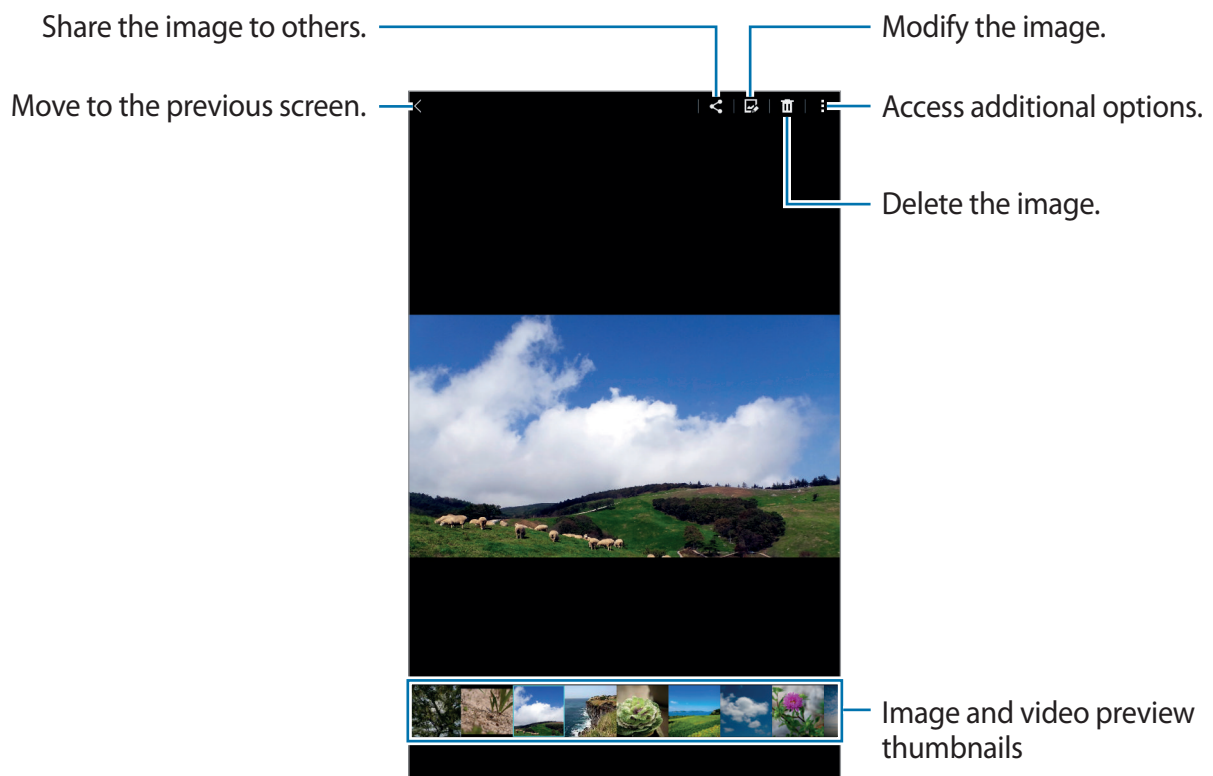 Share the image to others.
Modify the image.
Move to the previous screen.
Access additional options.
Delete the image.
Image and video preview
thumbnails